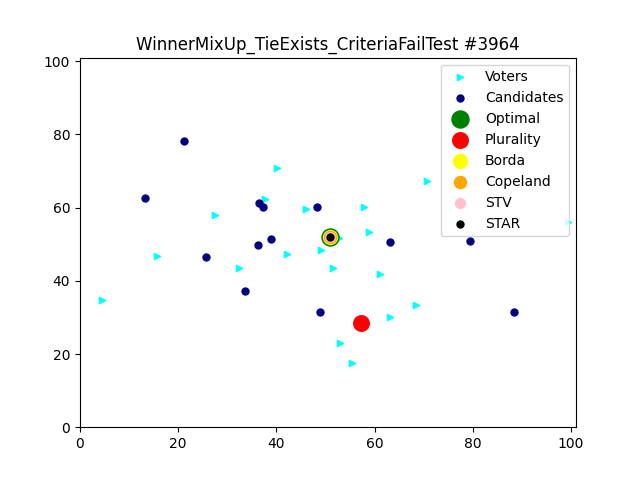 WinnerMixUp_TieExists_CriteriaFailTest #3964
100
80
60
40
20
0
0 20 40 60 80 100
Voters
Candidates
Optimal
Plurality
Borda
Copeland
STV
STAR